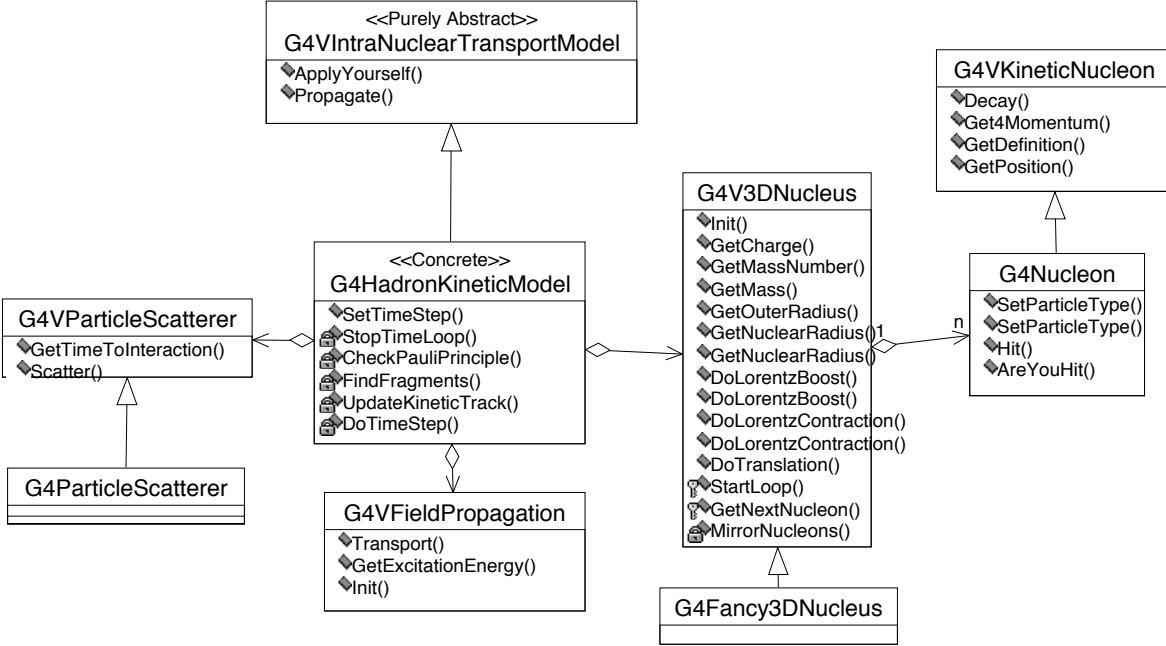 <<Purely Abstract>>
G4VIntraNuclearTransportModel
ApplyYourself()
Propagate()
G4VKineticNucleon
Decay()
Get4Momentum()
GetDefinition()
GetPosition()
G4V3DNucleus
Init()
GetCharge()
GetMassNumber()
GetMass()
GetOuterRadius()
GetNuclearRadius()
GetNuclearRadius()
DoLorentzBoost()
DoLorentzBoost()
DoLorentzContraction()
DoLorentzContraction()
DoTranslation()
StartLoop()
GetNextNucleon()
MirrorNucleons()
1
n
G4Nucleon
SetParticleType()
SetParticleType()
Hit()
AreYouHit()
<<Concrete>>
G4HadronKineticModel
SetTimeStep()
StopTimeLoop()
CheckPauliPrinciple()
FindFragments()
UpdateKineticTrack()
DoTimeStep()
G4VParticleScatterer
GetTimeToInteraction()
Scatter()
G4ParticleScatterer
G4VFieldPropagation
Transport()
GetExcitationEnergy()
Init()
G4Fancy3DNucleus